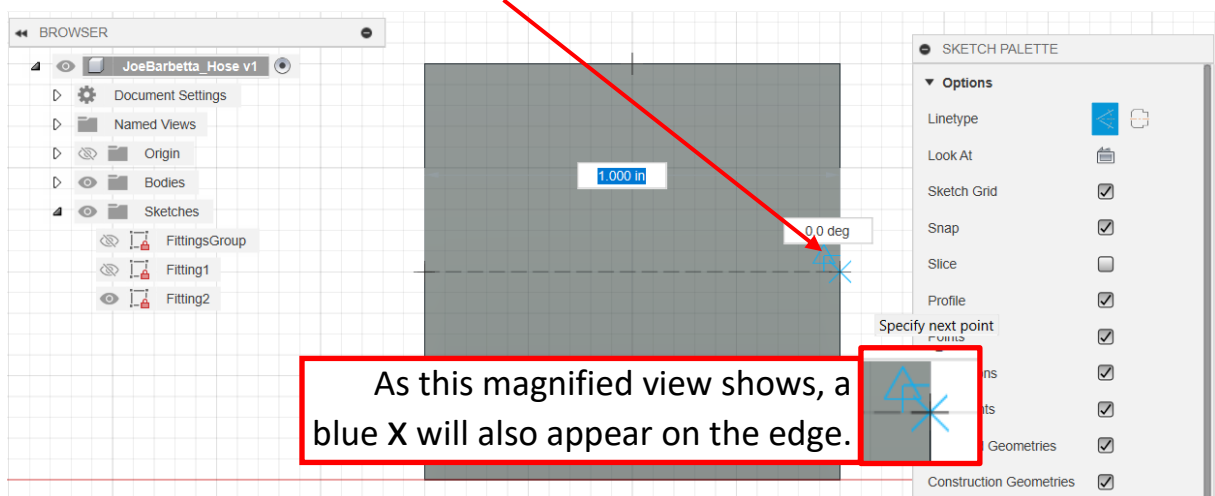 BROWSER
JoeBarbetta_Hose v1
Document Settings
Named Views
Origin
Bodies
Sketches
FittingsGroup
Fitting1
Fitting2
1.000 in
0.0 deg
Specify next point
As this magnified view shows, a
blue X will also appear on the edge.
SKETCH PALETTE
Options
Linetype
Look At
Sketch Grid
Snap
Slice
Profile
Points
Geometries
Construction Geometries